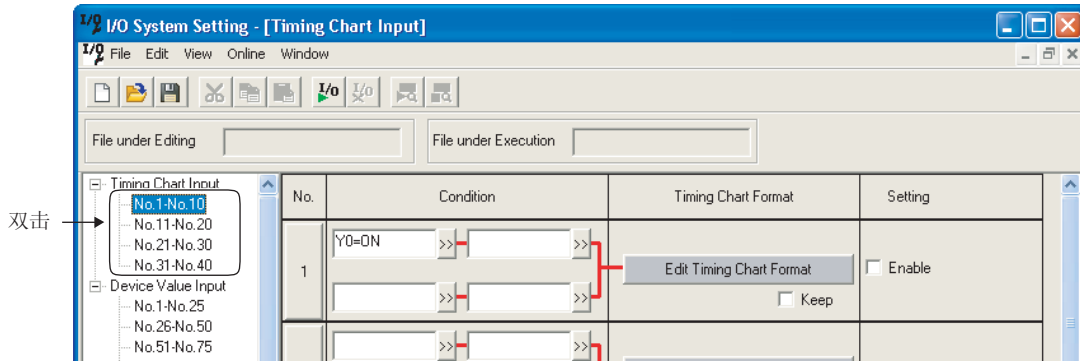 I/O System Setting - [Timing Chart Input]
File Edit View Online Window
I/O I/O
File under Editing File under Execution
Timing Chart Input
No.1-No.10
No.11-No.20
No.21-No.30
No.31-No.40
Device Value Input
No.1-No.25
No.26-No.50
No.51-No.75
双击
No. Condition Timing Chart Format Setting
1 Y0=ON >> >> Edit Timing Chart Format Enable
>> >> Keep
>> >>